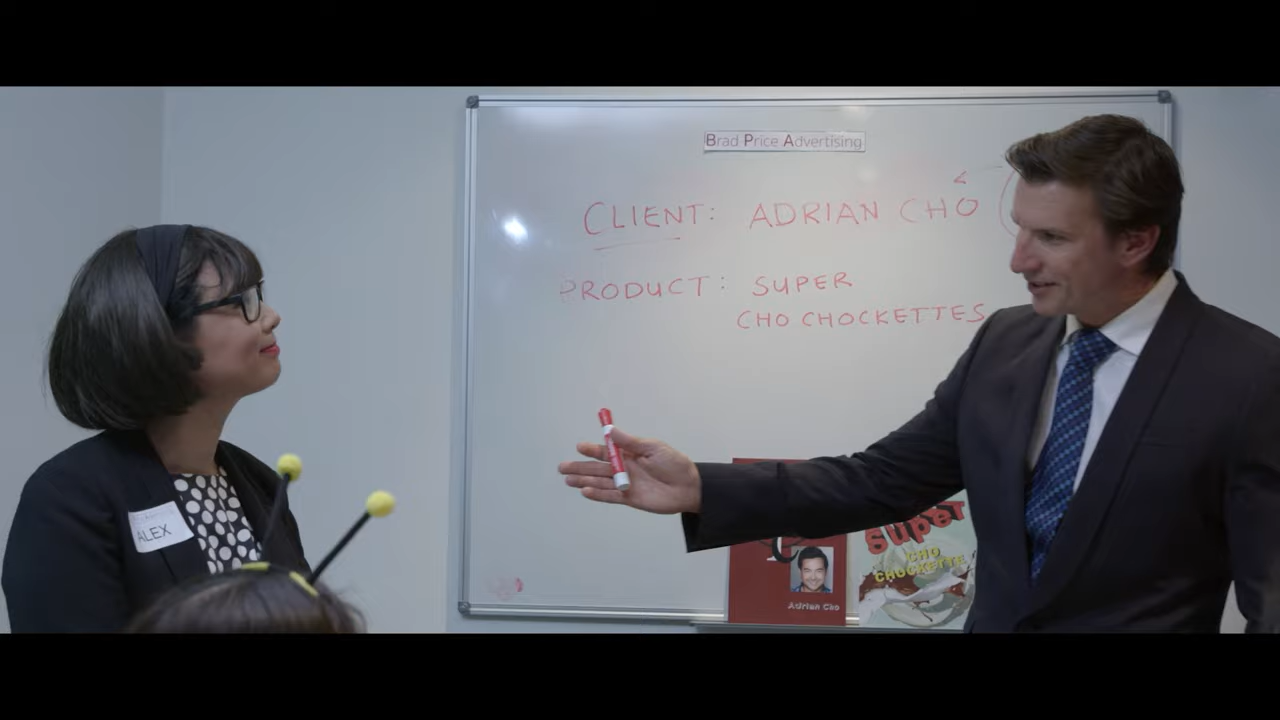 Brad Price Advertising
CLIENT: ADRIAN CHO
PRODUCT: SUPER
CHO CHOCKETTES
ALEX
Adrian Cho
Super
CHO
CHOCKETTE